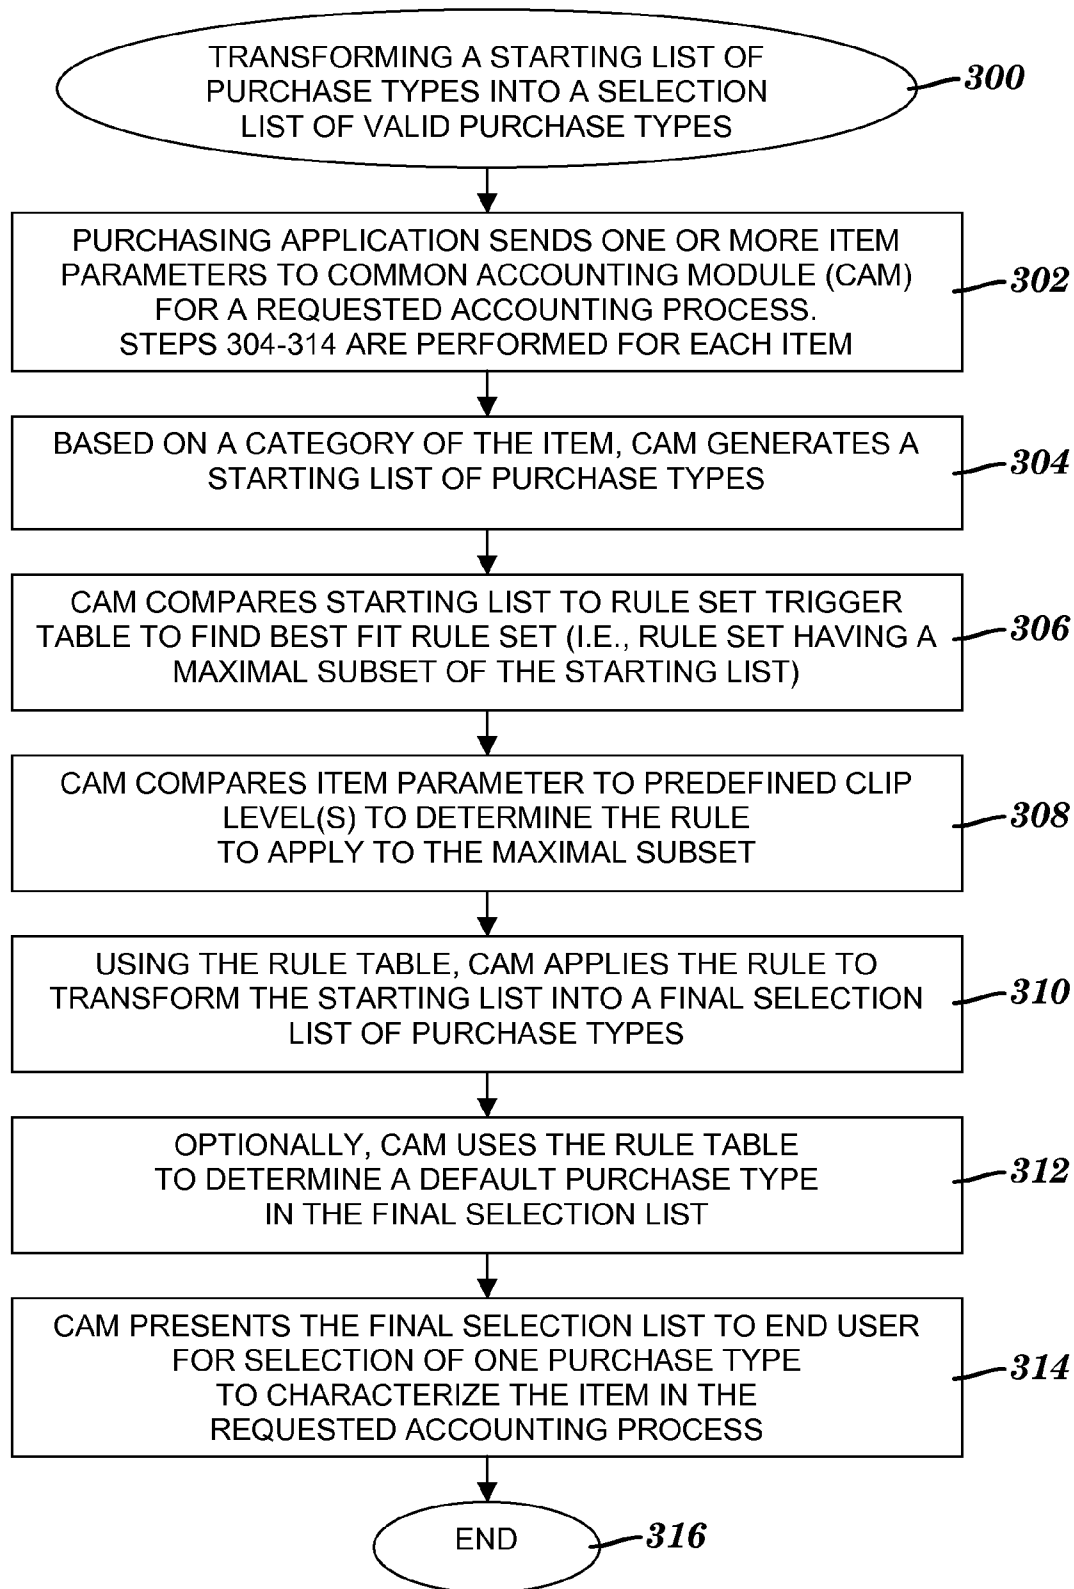 TRANSFORMING A STARTING LIST OF
PURCHASE TYPES INTO A SELECTION
LIST OF VALID PURCHASE TYPES
300
PURCHASING APPLICATION SENDS ONE OR MORE ITEM
PARAMETERS TO COMMON ACCOUNTING MODULE (CAM)
FOR A REQUESTED ACCOUNTING PROCESS.
STEPS 304-314 ARE PERFORMED FOR EACH ITEM
302
BASED ON A CATEGORY OF THE ITEM, CAM GENERATES A
STARTING LIST OF PURCHASE TYPES
304
CAM COMPARES STARTING LIST TO RULE SET TRIGGER
TABLE TO FIND BEST FIT RULE SET (I.E., RULE SET HAVING A
MAXIMAL SUBSET OF THE STARTING LIST)
306
CAM COMPARES ITEM PARAMETER TO PREDEFINED CLIP
LEVEL(S) TO DETERMINE THE RULE
TO APPLY TO THE MAXIMAL SUBSET
308
USING THE RULE TABLE, CAM APPLIES THE RULE TO
TRANSFORM THE STARTING LIST INTO A FINAL SELECTION
LIST OF PURCHASE TYPES
310
OPTIONALLY, CAM USES THE RULE TABLE
TO DETERMINE A DEFAULT PURCHASE TYPE
IN THE FINAL SELECTION LIST
312
CAM PRESENTS THE FINAL SELECTION LIST TO END USER
FOR SELECTION OF ONE PURCHASE TYPE
TO CHARACTERIZE THE ITEM IN THE
REQUESTED ACCOUNTING PROCESS
314
END
316